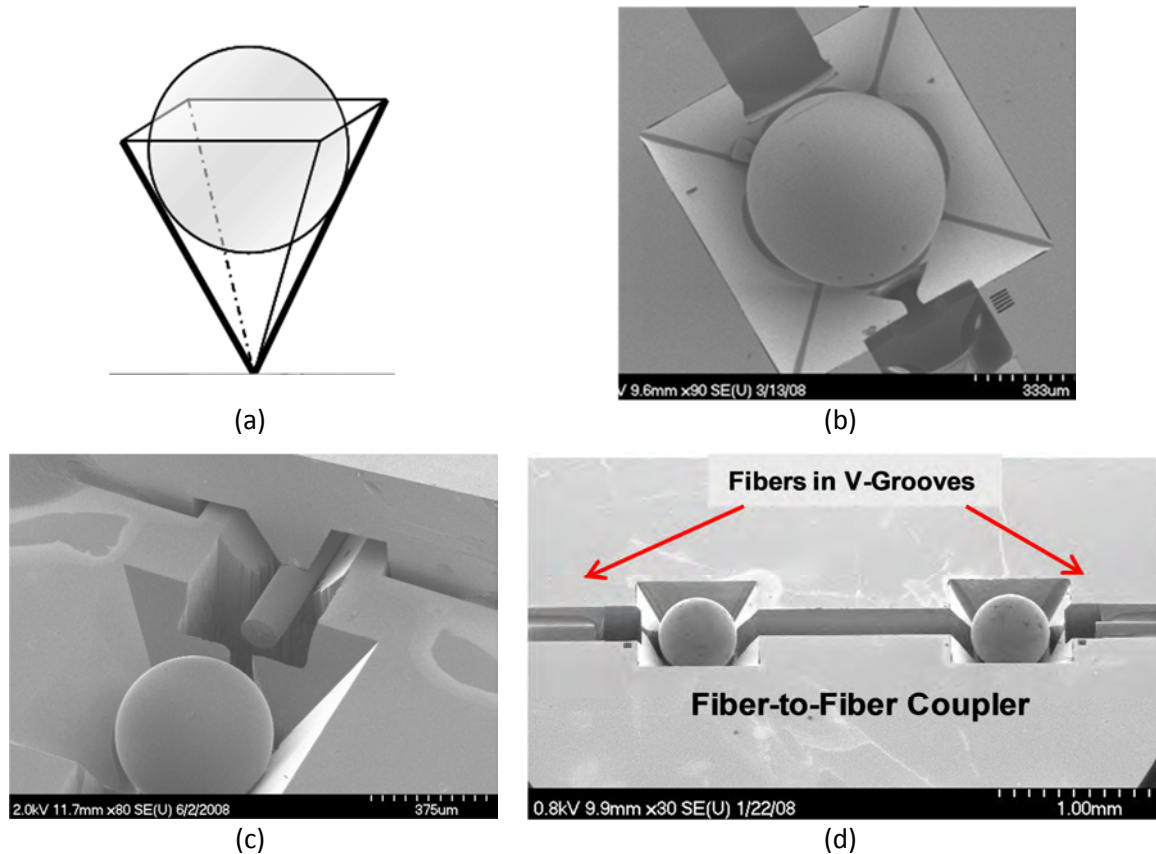 (a)
V 9.6mm x90 SE(U) 3/13/08
333um
(b)
2.0kV 11.7mm x80 SE(U) 6/2/2008
375um
(c)
Fibers in V-Grooves
Fiber-to-Fiber Coupler
0.8kV 9.9mm x30 SE(U) 1/22/08
1.00mm
(d)